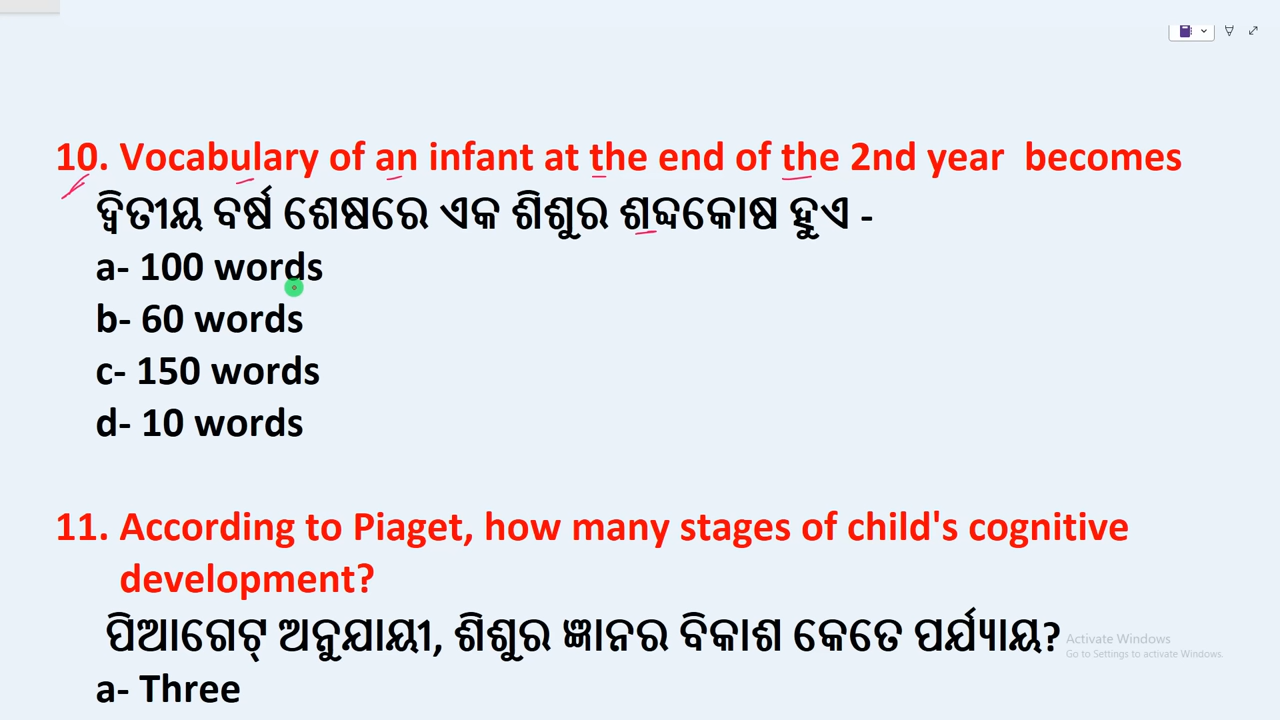 10. Vocabulary of an infant at the end of the 2nd year becomes
ଦ୍ୱିତୀୟ ବର୍ଷ ଶେଷରେ ଏକ ଶିଶୁର ଶବ୍ଦକୋଷ ହୁଏ -
a- 100 words
b- 60 words
c- 150 words
d- 10 words
11. According to Piaget, how many stages of child's cognitive
development?
ପିଆଗେଟ୍ ଅନୁଯାୟୀ, ଶିଶୁର ଜ୍ଞାନର ବିକାଶ କେତେ ପର୍ଯ୍ୟାୟ?
a- Three
Activate Windows
Go to Settings to activate Windows.